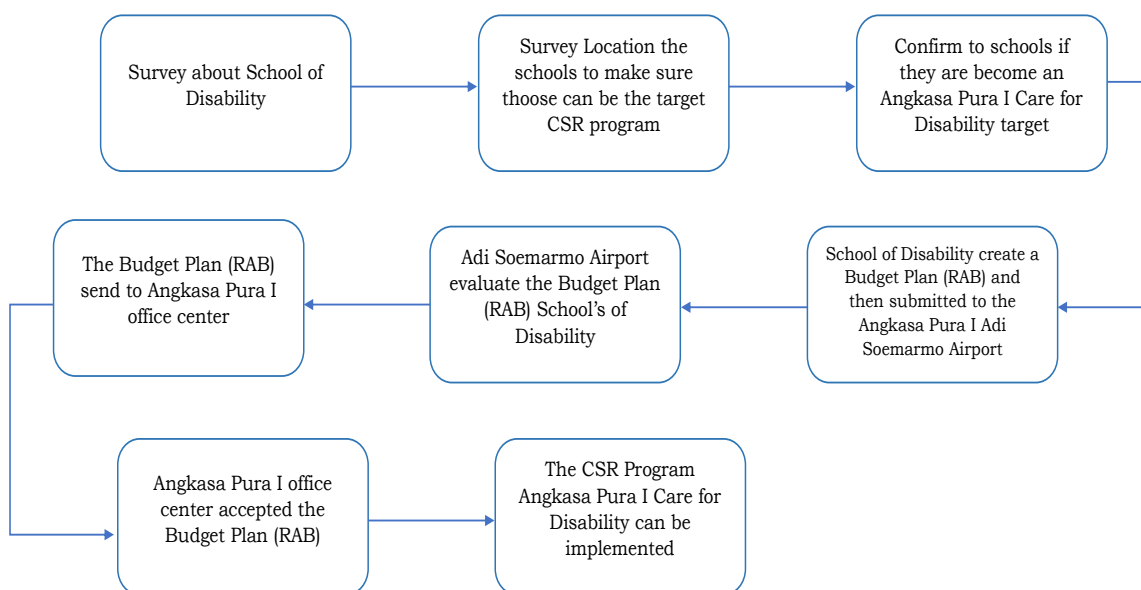 Survey about School of
Disability
Survey Location the
schools to make sure
thoose can be the target
CSR program
Confirm to schools if
they are become an
Angkasa Pura I Care for
Disability target
School of Disability create a
Budget Plan (RAB) and
then submitted to the
Angkasa Pura I Adi
Soemarmo Airport
Adi Soemarmo Airport
evaluate the Budget Plan
(RAB) School’s of
Disability
The Budget Plan (RAB)
send to Angkasa Pura I
office center
Angkasa Pura I office
center accepted the
Budget Plan (RAB)
The CSR Program
Angkasa Pura I Care for
Disability can be
implemented